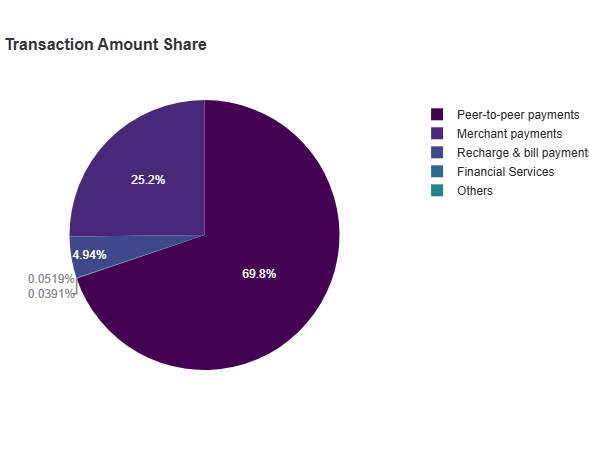 Transaction Amount Share
Peer-to-peer payments
Merchant payments
Recharge & bill payment
Financial Services
Others
25.2%
4.94%
0.0519%
0.0391%
69.8%